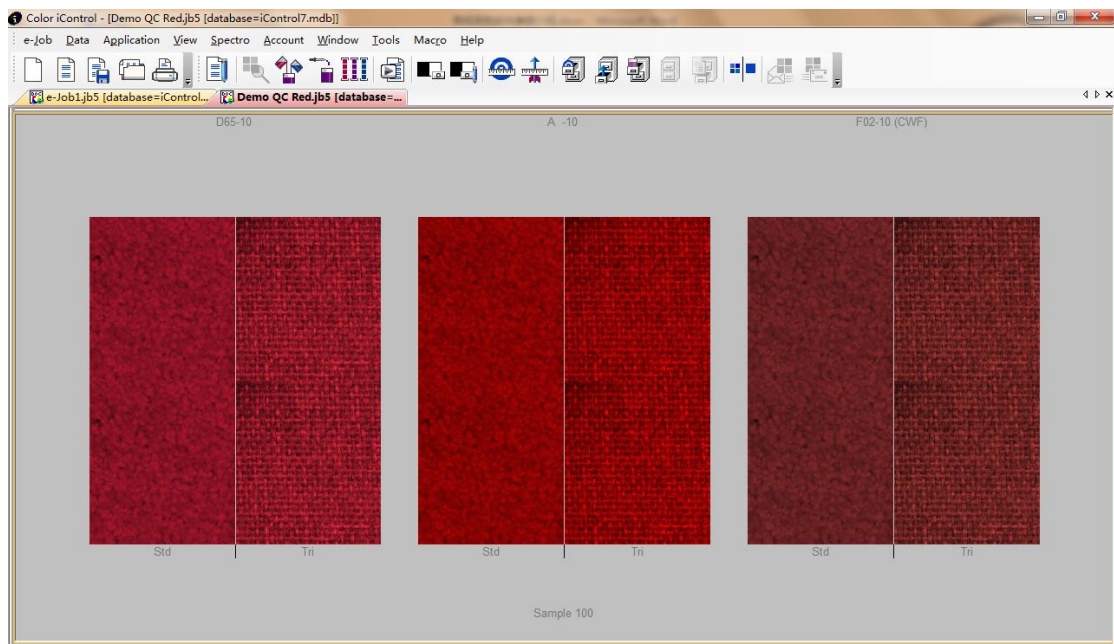 Color iControl - [Demo QC Red.jb5 [database=iControl7.mdb]]
e-Job Data Application View Spectro Account Window Tools Macro Help
e-Job1.jb5 [database=iControl... Demo QC Red.jb5 [database=...
D65-10 A -10 F02-10 (CWF)
Std Tri Std Tri Std Tri
Sample 100